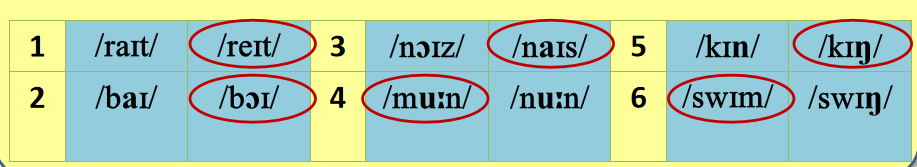 1 /raɪt/ /reɪt/ 3 /nɔɪz/ /naɪs/ 5 /kɪn/ /kɪŋ/
2 /baɪ/ /bɔɪ/ 4 /muːn/ /nuːn/ 6 /swɪm/ /swɪŋ/